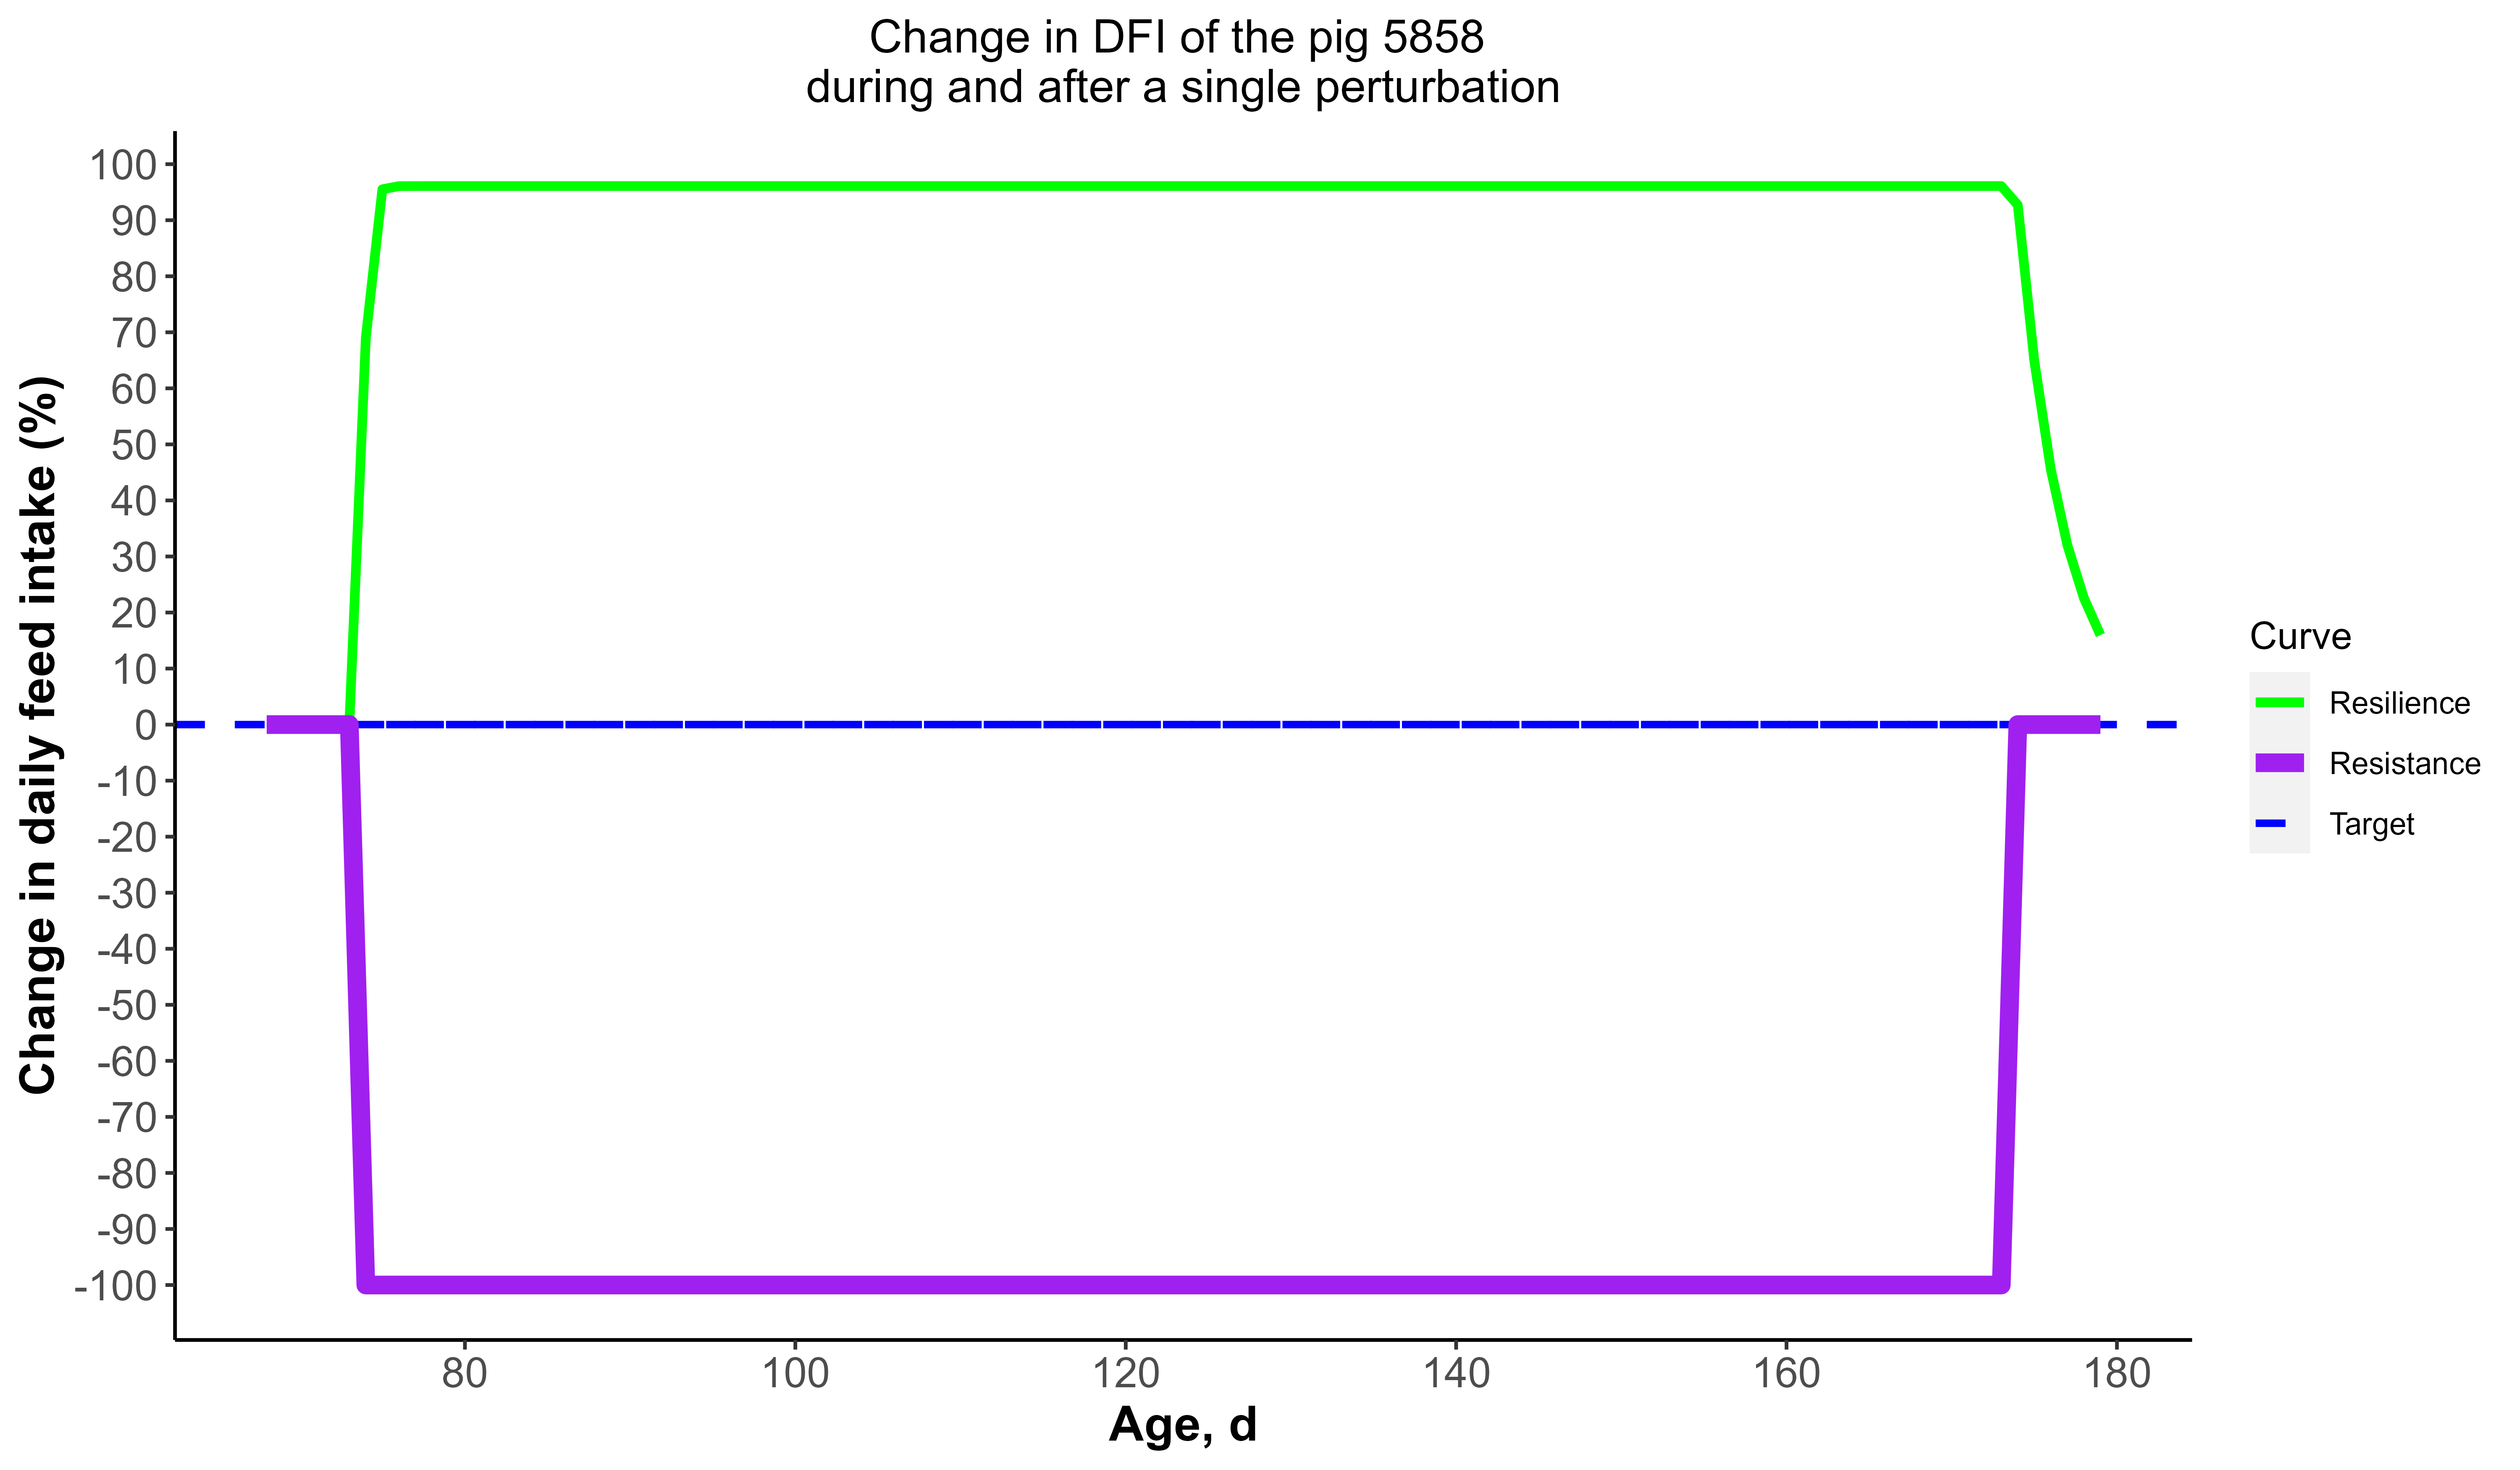 Change in DFI of the pig 5858
during and after a single perturbation
Change in daily feed intake (%)
100
90
80
70
60
50
40
30
20
10
0
-10
-20
-30
-40
-50
-60
-70
-80
-90
-100
80 100 120 140 160 180
Age, d
Curve
Resilience
Resistance
Target